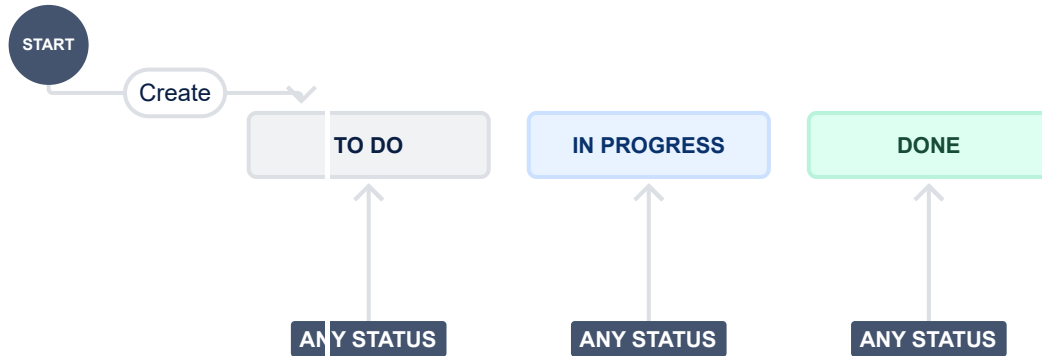 START
Create
TO DO
IN PROGRESS
DONE
ANY STATUS
ANY STATUS
ANY STATUS